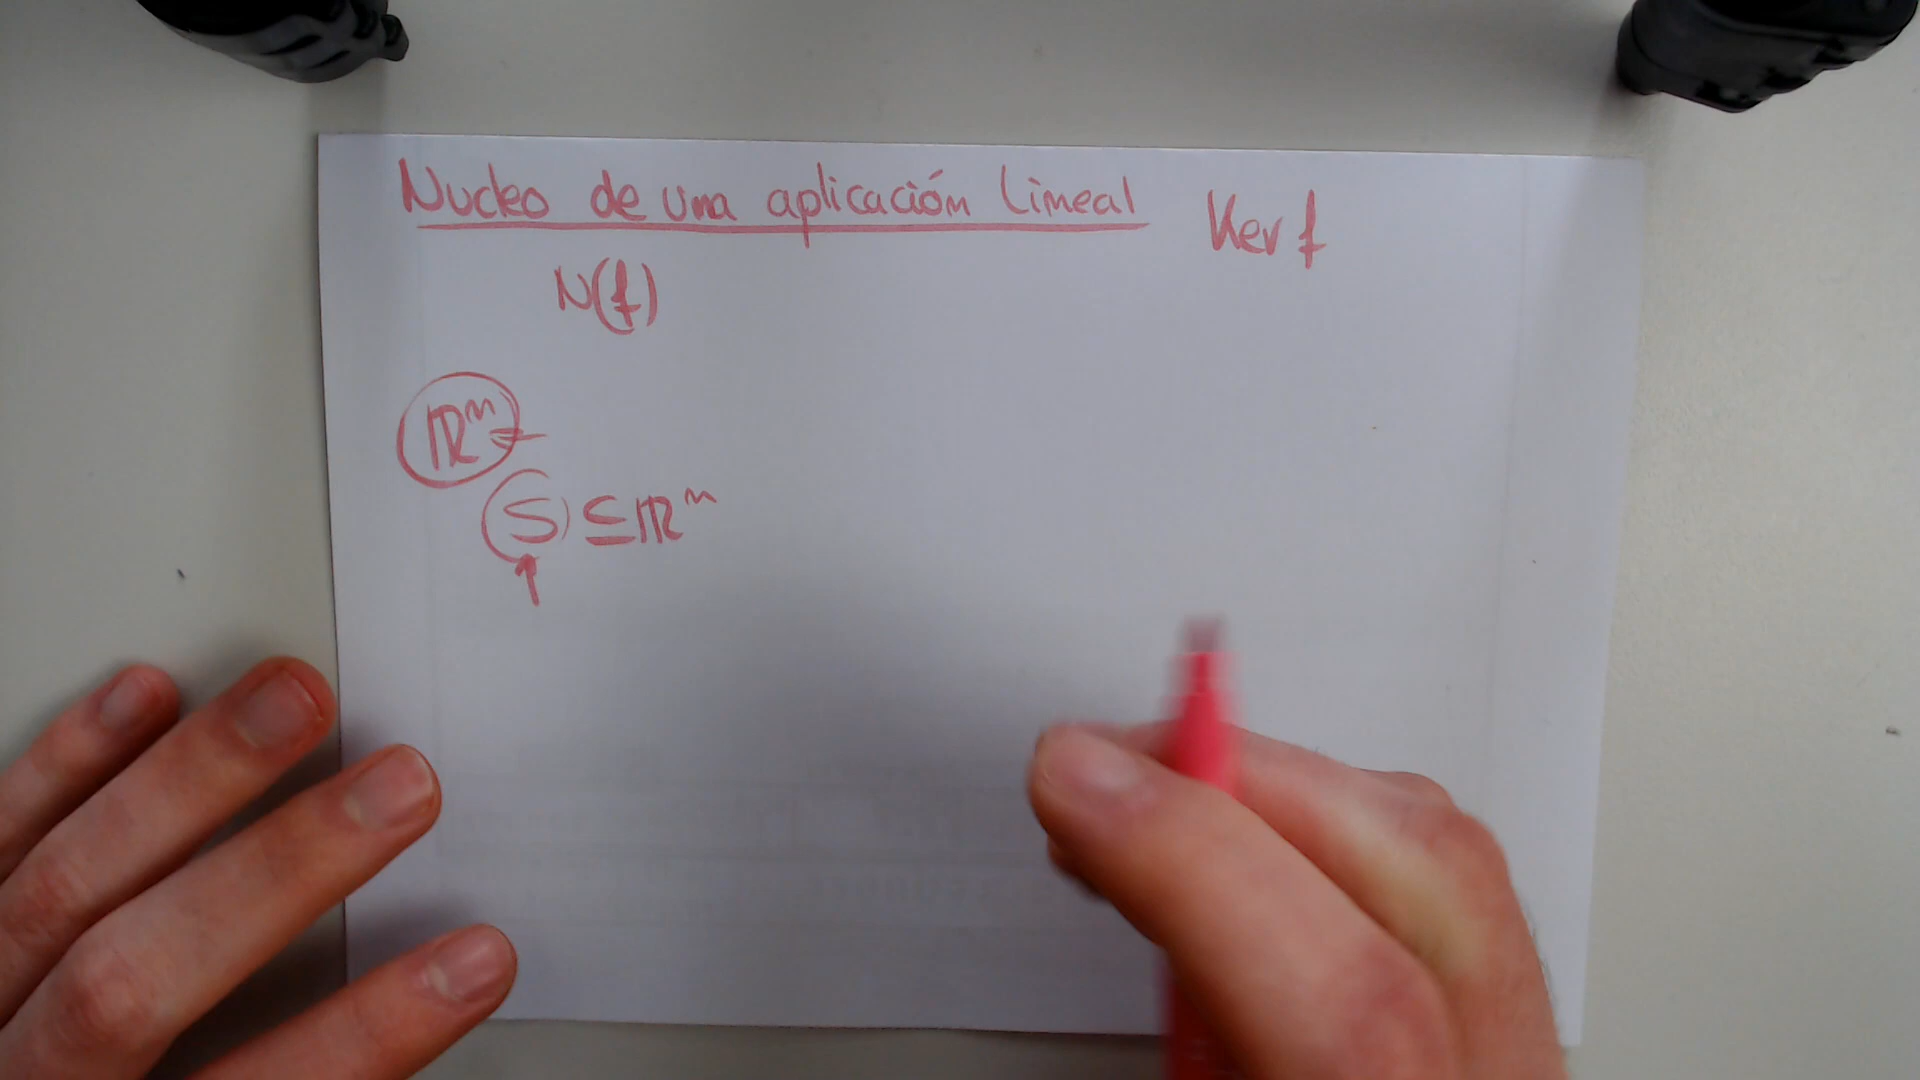 Nucleo de una aplicación lineal Ker f
N(f)
ℝⁿ
S ⊆ ℝⁿ